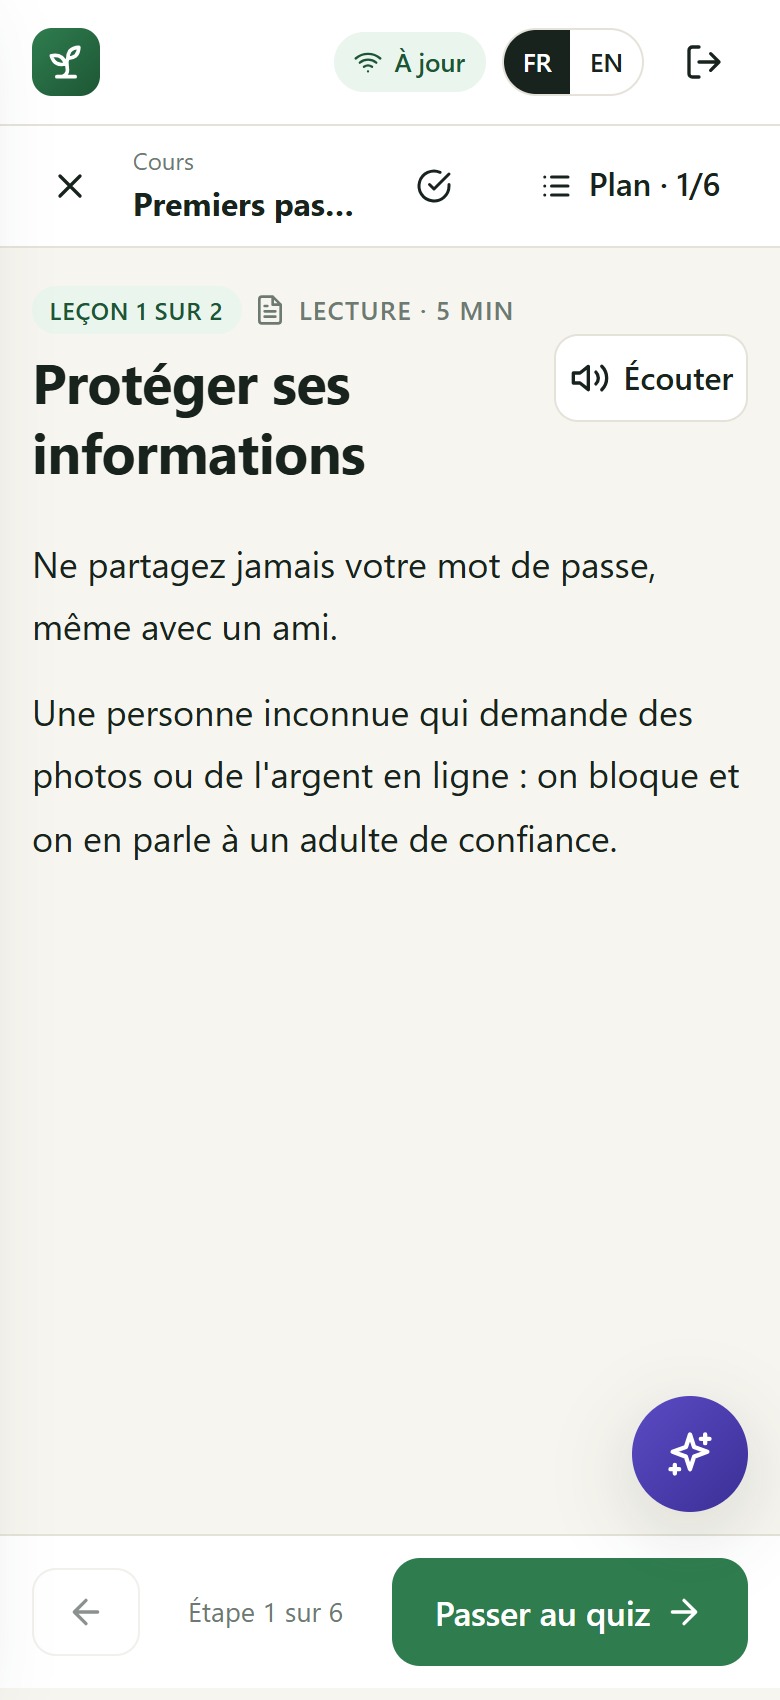 À jour
FR
EN
Cours
Premiers pas...
Plan · 1/6
LEÇON 1 SUR 2
LECTURE · 5 MIN
Protéger ses
informations
Écouter
Ne partagez jamais votre mot de passe,
même avec un ami.
Une personne inconnue qui demande des
photos ou de l'argent en ligne : on bloque et
on en parle à un adulte de confiance.
Étape 1 sur 6
Passer au quiz